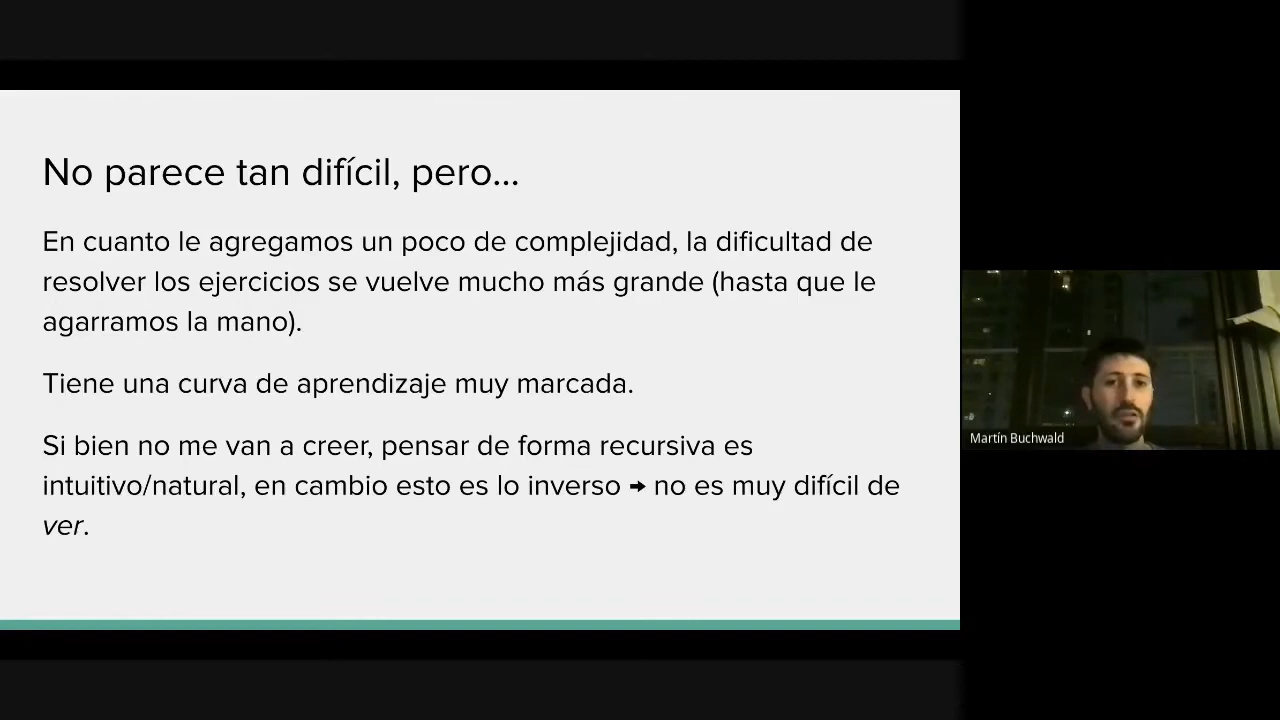 No parece tan difícil, pero...
En cuanto le agregamos un poco de complejidad, la dificultad de
resolver los ejercicios se vuelve mucho más grande (hasta que le
agarramos la mano).
Tiene una curva de aprendizaje muy marcada.
Si bien no me van a creer, pensar de forma recursiva es
intuitivo/natural, en cambio esto es lo inverso → no es muy difícil de
ver.
Martín Buchwald